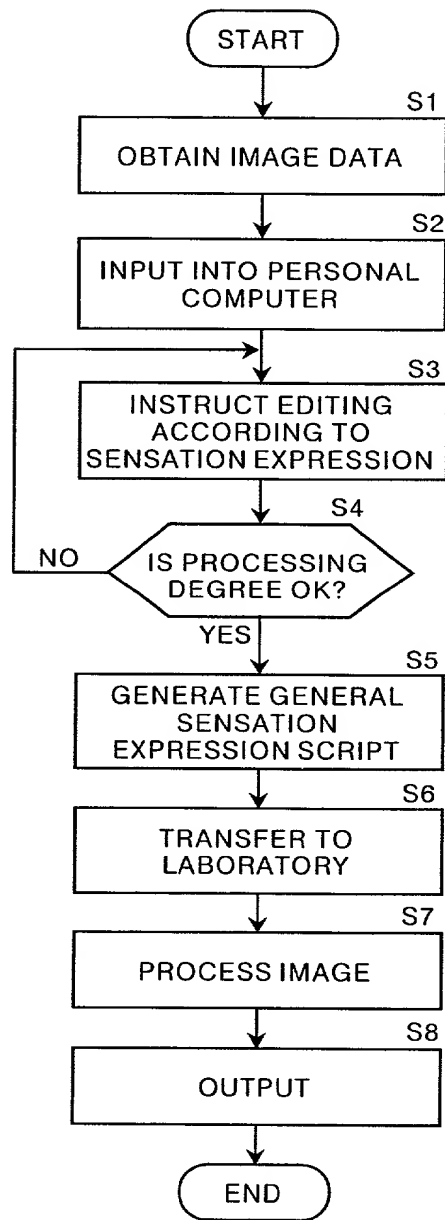 START
S1
OBTAIN IMAGE DATA
S2
INPUT INTO PERSONAL
COMPUTER
S3
INSTRUCT EDITING
ACCORDING TO
SENSATION EXPRESSION
S4
NO
IS PROCESSING
DEGREE OK?
YES
S5
GENERATE GENERAL
SENSATION
EXPRESSION SCRIPT
S6
TRANSFER TO
LABORATORY
S7
PROCESS IMAGE
S8
OUTPUT
END